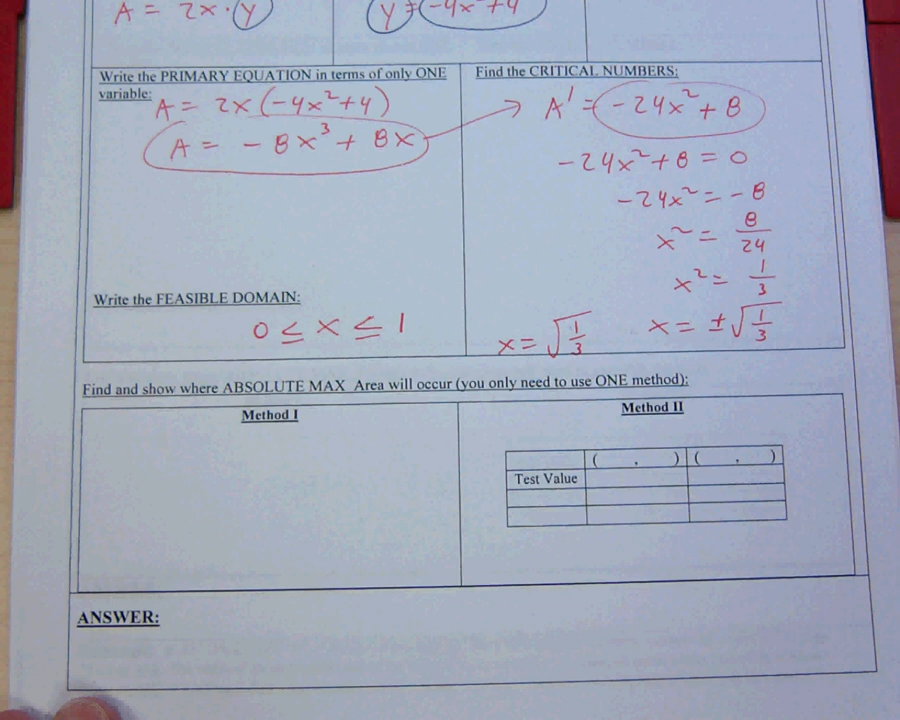 A = 2x · y
y = -4x² + 4
Write the PRIMARY EQUATION in terms of only ONE
variable:
A = 2x(-4x²+4)
A = -8x³ + 8x
Write the FEASIBLE DOMAIN:
0 ≤ x ≤ 1
Find the CRITICAL NUMBERS:
A' = -24x² + 8
-24x² + 8 = 0
-24x² = -8
x² = 8/24
x² = 1/3
x = ±√(1/3)
x = √(1/3)
Find and show where ABSOLUTE MAX Area will occur (you only need to use ONE method):
Method I
Method II
( , ) ( , )
Test Value
ANSWER: